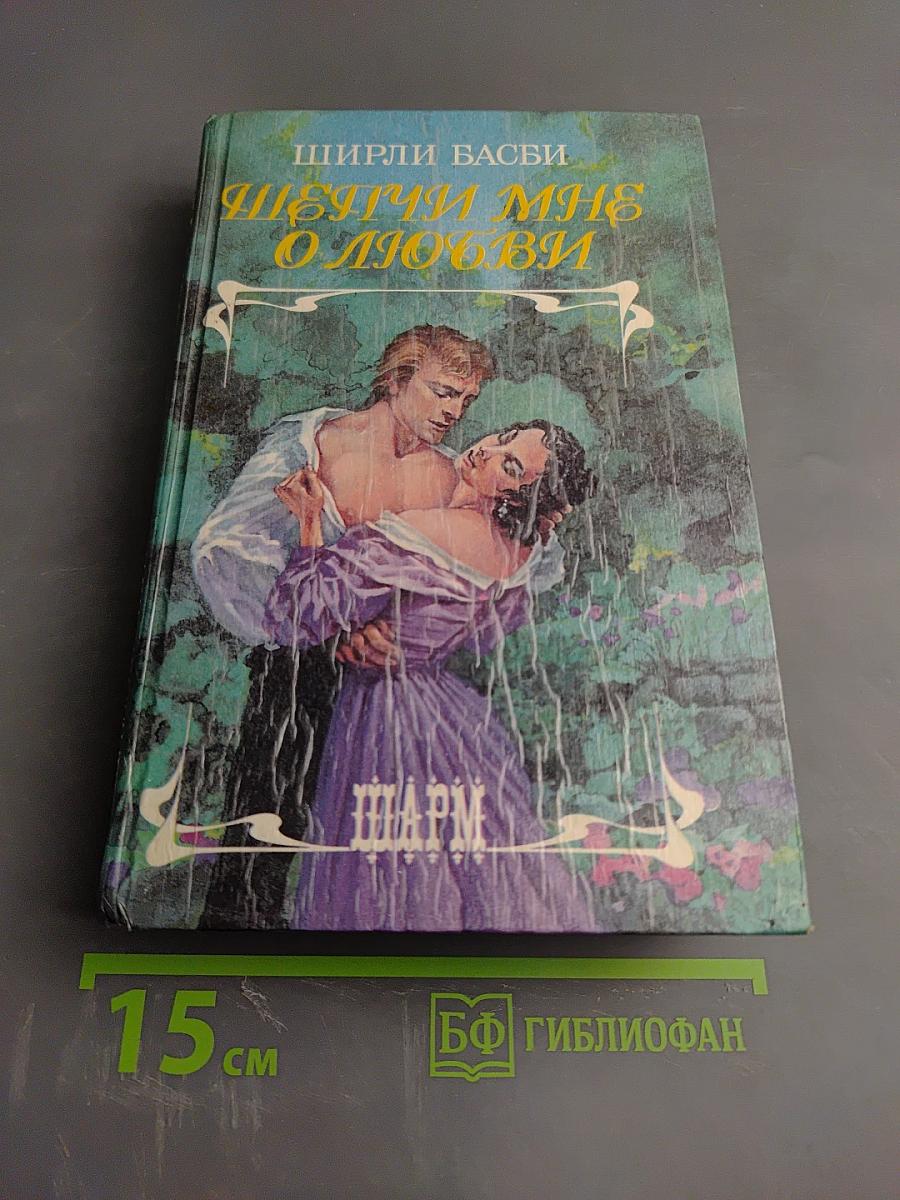 ШИРЛИ БАСБИ
ШЕПЧИ МНЕ
О ЛЮБВИ
ШАРМ
15 см
БФ ГИБЛИОФАН